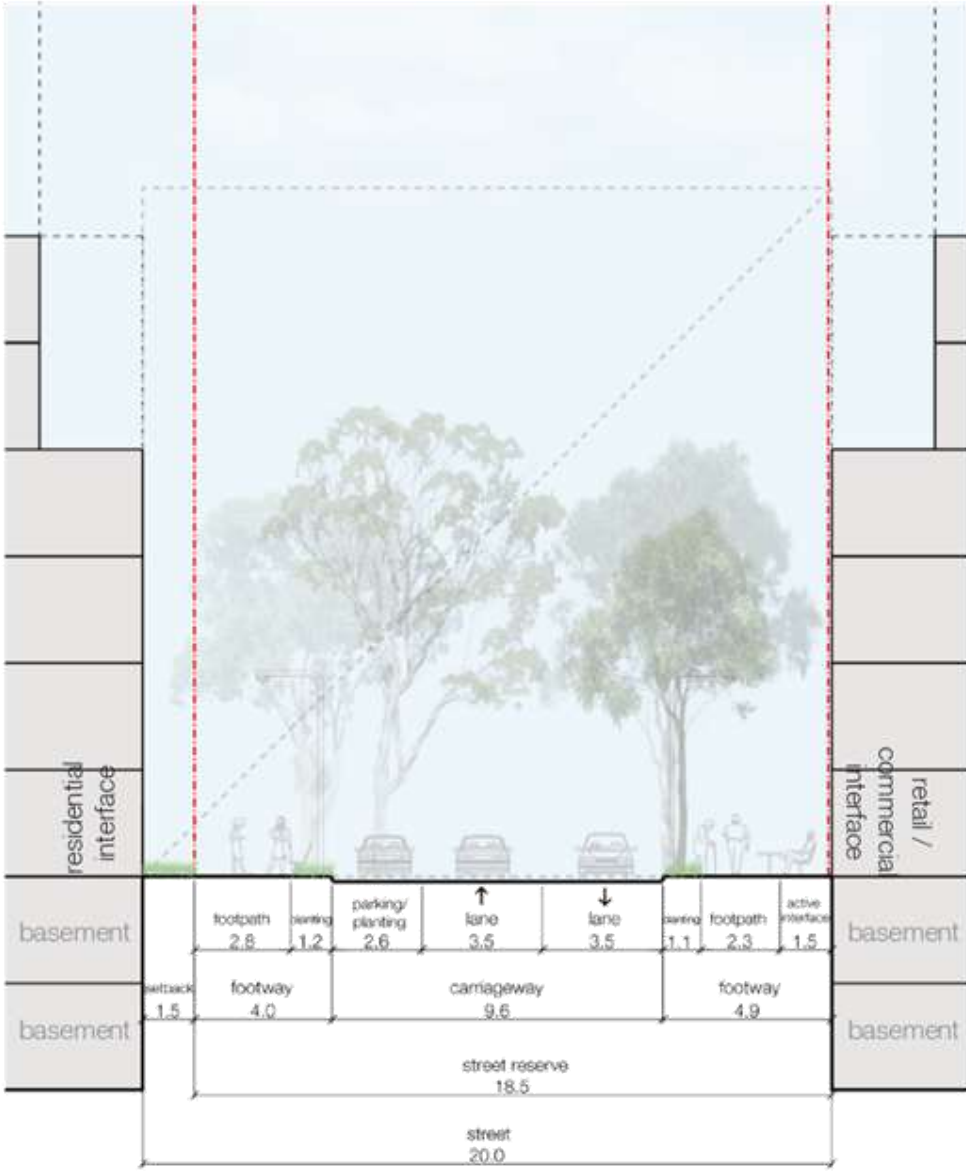 residential
interface
retail /
commercial
interface
basement
basement
basement
basement
footpath
2.8
planting
1.2
parking/
planting
2.6
lane
3.5
lane
3.5
planting
1.1
footpath
2.3
active
interface
1.5
setback
1.5
footway
4.0
carriageway
9.6
footway
4.9
street reserve
18.5
street
20.0